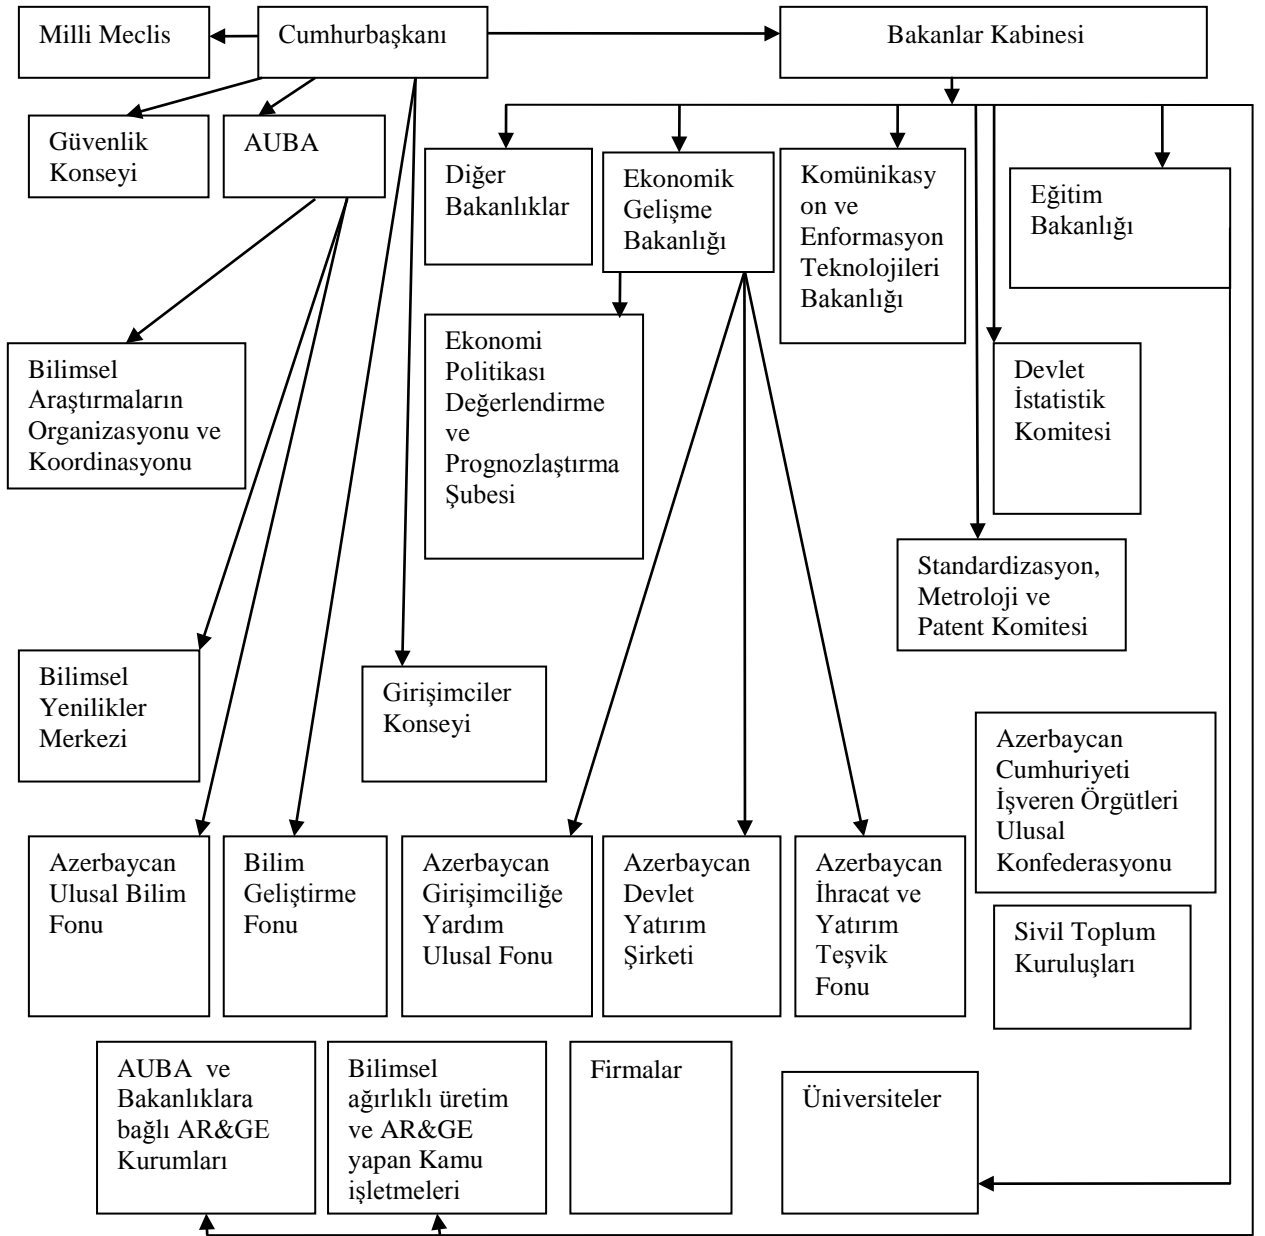 Milli Meclis
Cumhurbaşkanı
Bakanlar Kabinesi
Güvenlik
Konseyi
AUBA
Diğer
Bakanlıklar
Ekonomik
Gelişme
Bakanlığı
Komünikasy
on ve
Enformasyon
Teknolojileri
Bakanlığı
Eğitim
Bakanlığı
Bilimsel
Araştırmaların
Organizasyonu ve
Koordinasyonu
Ekonomi
Politikası
Değerlendirme
ve
Prognozlaştırma
Şubesi
Devlet
İstatistik
Komitesi
Standardizasyon,
Metroloji ve
Patent Komitesi
Bilimsel
Yenilikler
Merkezi
Girişimciler
Konseyi
Azerbaycan
Cumhuriyeti
İşveren Örgütleri
Ulusal
Konfederasyonu
Azerbaycan
Ulusal Bilim
Fonu
Bilim
Geliştirme
Fonu
Azerbaycan
Girişimciliğe
Yardım
Ulusal Fonu
Azerbaycan
Devlet
Yatırım
Şirketi
Azerbaycan
İhracat ve
Yatırım
Teşvik
Fonu
Sivil Toplum
Kuruluşları
AUBA ve
Bakanlıklara
bağlı AR&GE
Kurumları
Bilimsel
ağırlıklı üretim
ve AR&GE
yapan Kamu
işletmeleri
Firmalar
Üniversiteler